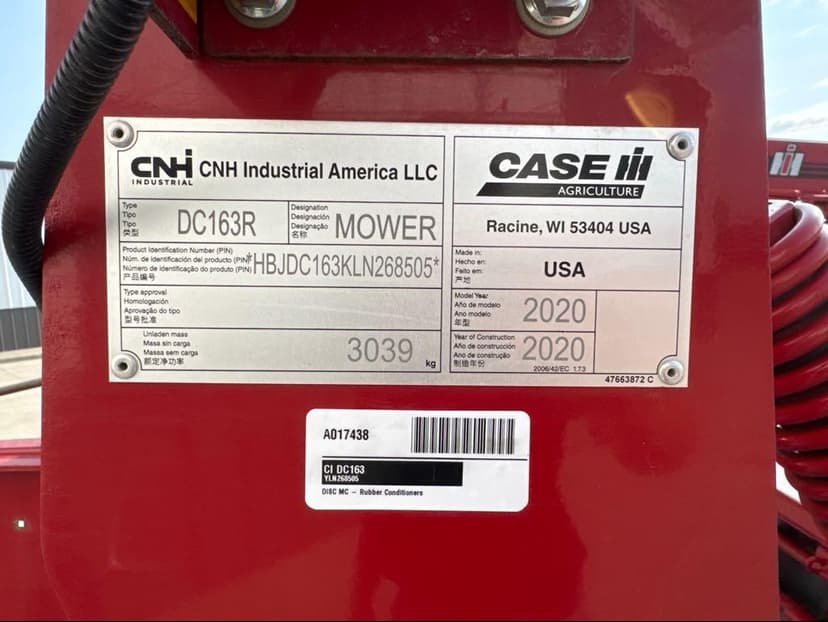 CNH INDUSTRIAL
CNH Industrial America LLC
Type
Tipo
Tipo
类型
DC163R
Designation
Designación
Designação
名称
MOWER
Product Identification Number (PIN)
Núm. de identificación del producto (PIN)
Número de identificação do produto (PIN)
产品编号
*HBJDC163KLN268505*
Type approval
Homologación
Aprovação do tipo
型号批准
Unladen mass
Masa sin carga
Massa sem carga
额定净功率
3039
kg
CASE IH
AGRICULTURE
Racine, WI 53404 USA
Made in:
Hecho en:
Feito em:
产地
USA
Model Year
Año de modelo
Ano modelo
年型
2020
Year of Construction
Año de construcción
Ano de construção
制造年份
2020
2006/42/EC 1.7.3
47663872 C
A017438
CI DC163
YLN268505
DISC MC - Rubber Conditioners